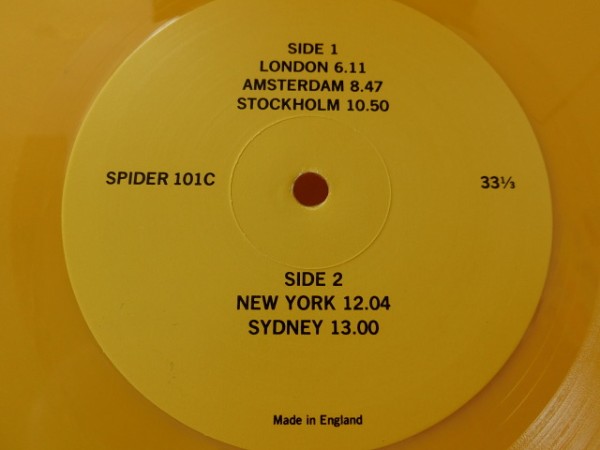 SIDE 1
LONDON 6.11
AMSTERDAM 8.47
STOCKHOLM 10.50
SPIDER 101C 33⅓
SIDE 2
NEW YORK 12.04
SYDNEY 13.00
Made in England